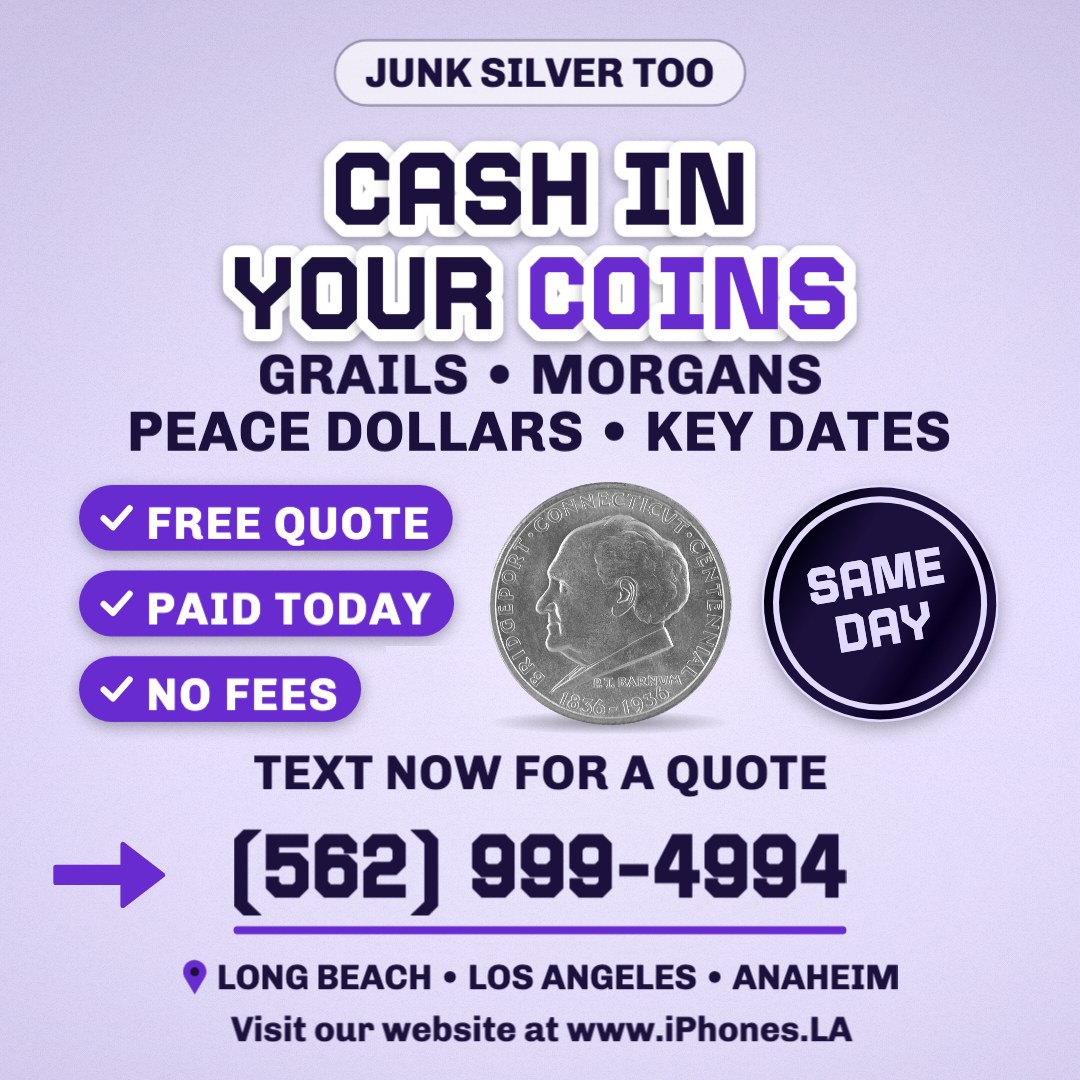 JUNK SILVER TOO
CASH IN
YOUR COINS
GRAILS • MORGANS
PEACE DOLLARS • KEY DATES
FREE QUOTE
PAID TODAY
NO FEES
BRIDGEPORT · CONNECTICUT · CENTENNIAL
P.T. BARNUM
1836 - 1936
SAME
DAY
TEXT NOW FOR A QUOTE
(562) 999-4994
LONG BEACH • LOS ANGELES • ANAHEIM
Visit our website at www.iPhones.LA